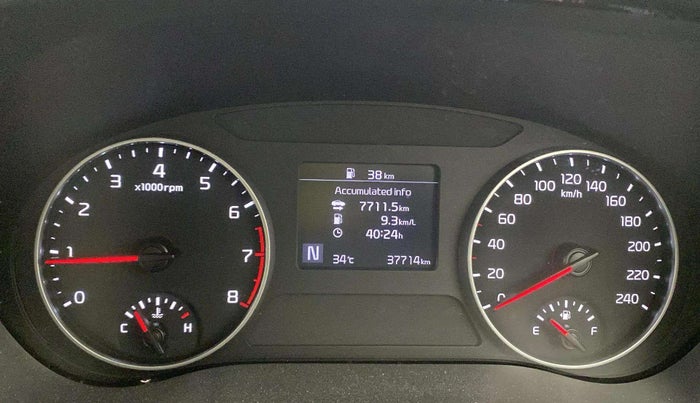 0 1 2 3 4 5 6 7 8
x1000rpm
C H
38 km
Accumulated info
7711.5 km
9.3 km/L
40:24 h
N 34°C 37714 km
0 20 40 60 80 100 120 140 160 180 200 220 240
km/h
E F